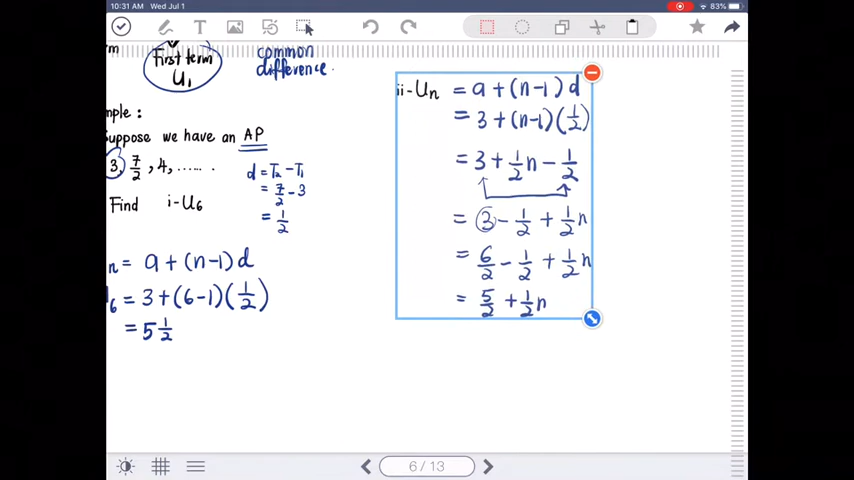 10:31 AM Wed Jul 1
83%
First term
U₁
common
difference.
mple :
uppose we have an AP
3, 7/2, 4, ......
d = T₂ - T₁
= 7/2 - 3
= 1/2
Find i - U₆
n = a + (n-1) d
6 = 3 + (6-1) (1/2)
= 5 1/2
ii - Uₙ = a + (n-1) d
= 3 + (n-1) (1/2)
= 3 + 1/2 n - 1/2
= 3 - 1/2 + 1/2 n
= 6/2 - 1/2 + 1/2 n
= 5/2 + 1/2 n
6 / 13